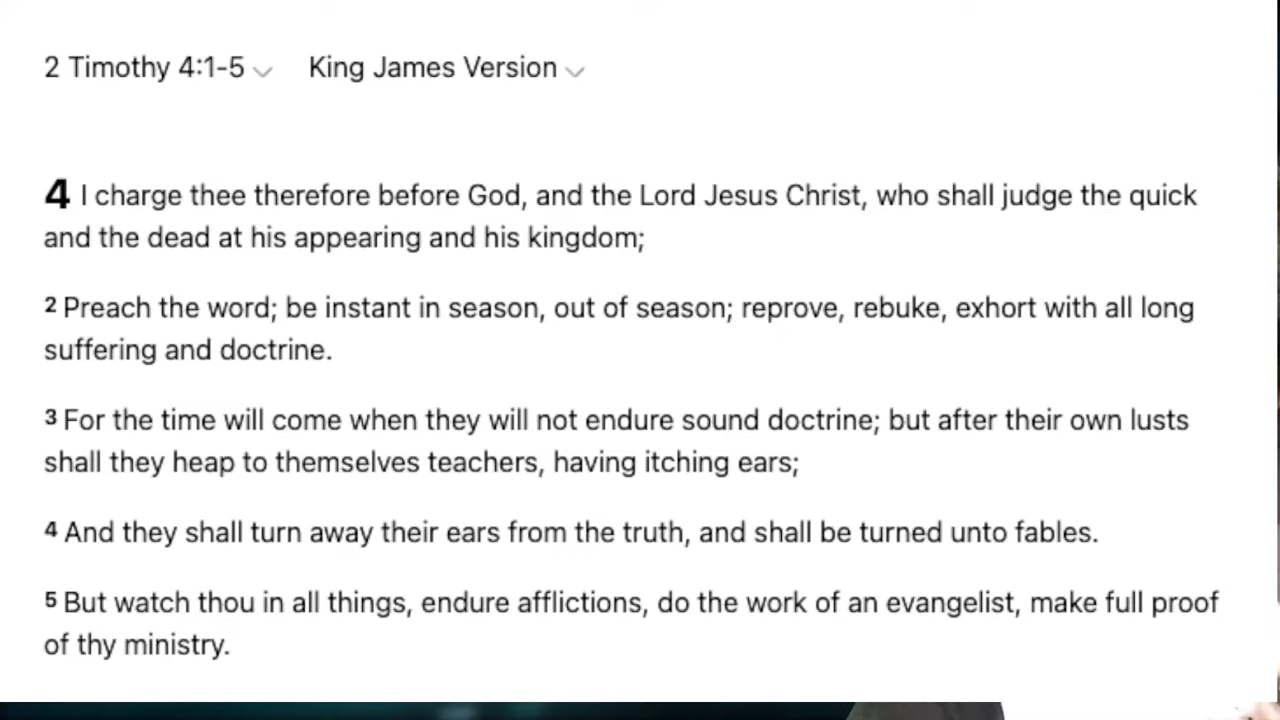 2 Timothy 4:1-5 King James Version
4 I charge thee therefore before God, and the Lord Jesus Christ, who shall judge the quick
and the dead at his appearing and his kingdom;
2 Preach the word; be instant in season, out of season; reprove, rebuke, exhort with all long
suffering and doctrine.
3 For the time will come when they will not endure sound doctrine; but after their own lusts
shall they heap to themselves teachers, having itching ears;
4 And they shall turn away their ears from the truth, and shall be turned unto fables.
5 But watch thou in all things, endure afflictions, do the work of an evangelist, make full proof
of thy ministry.